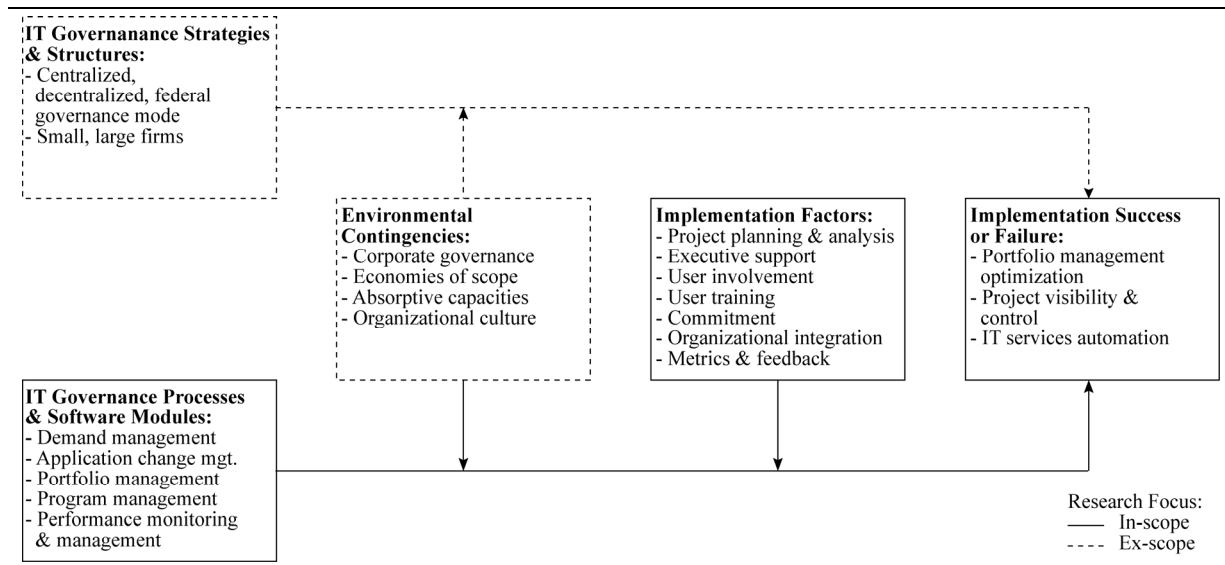 IT Governanance Strategies
& Structures:
- Centralized,
decentralized, federal
governance mode
- Small, large firms
Environmental
Contingencies:
- Corporate governance
- Economies of scope
- Absorptive capacities
- Organizational culture
Implementation Factors:
- Project planning & analysis
- Executive support
- User involvement
- User training
- Commitment
- Organizational integration
- Metrics & feedback
Implementation Success
or Failure:
- Portfolio management
optimization
- Project visibility &
control
- IT services automation
IT Governance Processes
& Software Modules:
- Demand management
- Application change mgt.
- Portfolio management
- Program management
- Performance monitoring
& management
Research Focus:
In-scope
Ex-scope